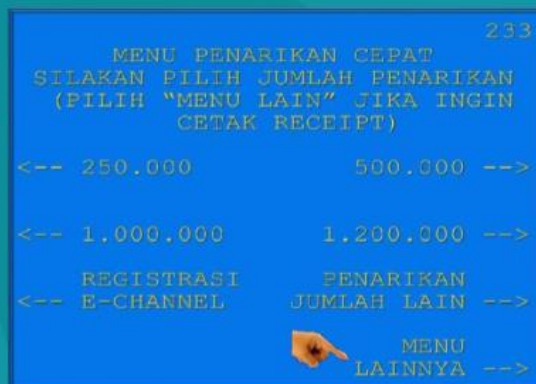 233
MENU PENARIKAN CEPAT
SILAKAN PILIH JUMLAH PENARIKAN
(PILIH “MENU LAIN” JIKA INGIN
CETAK RECEIPT)
<-- 250.000 500.000 -->
<-- 1.000.000 1.200.000 -->
REGISTRASI PENARIKAN
<-- E-CHANNEL JUMLAH LAIN -->
MENU
LAINNYA -->